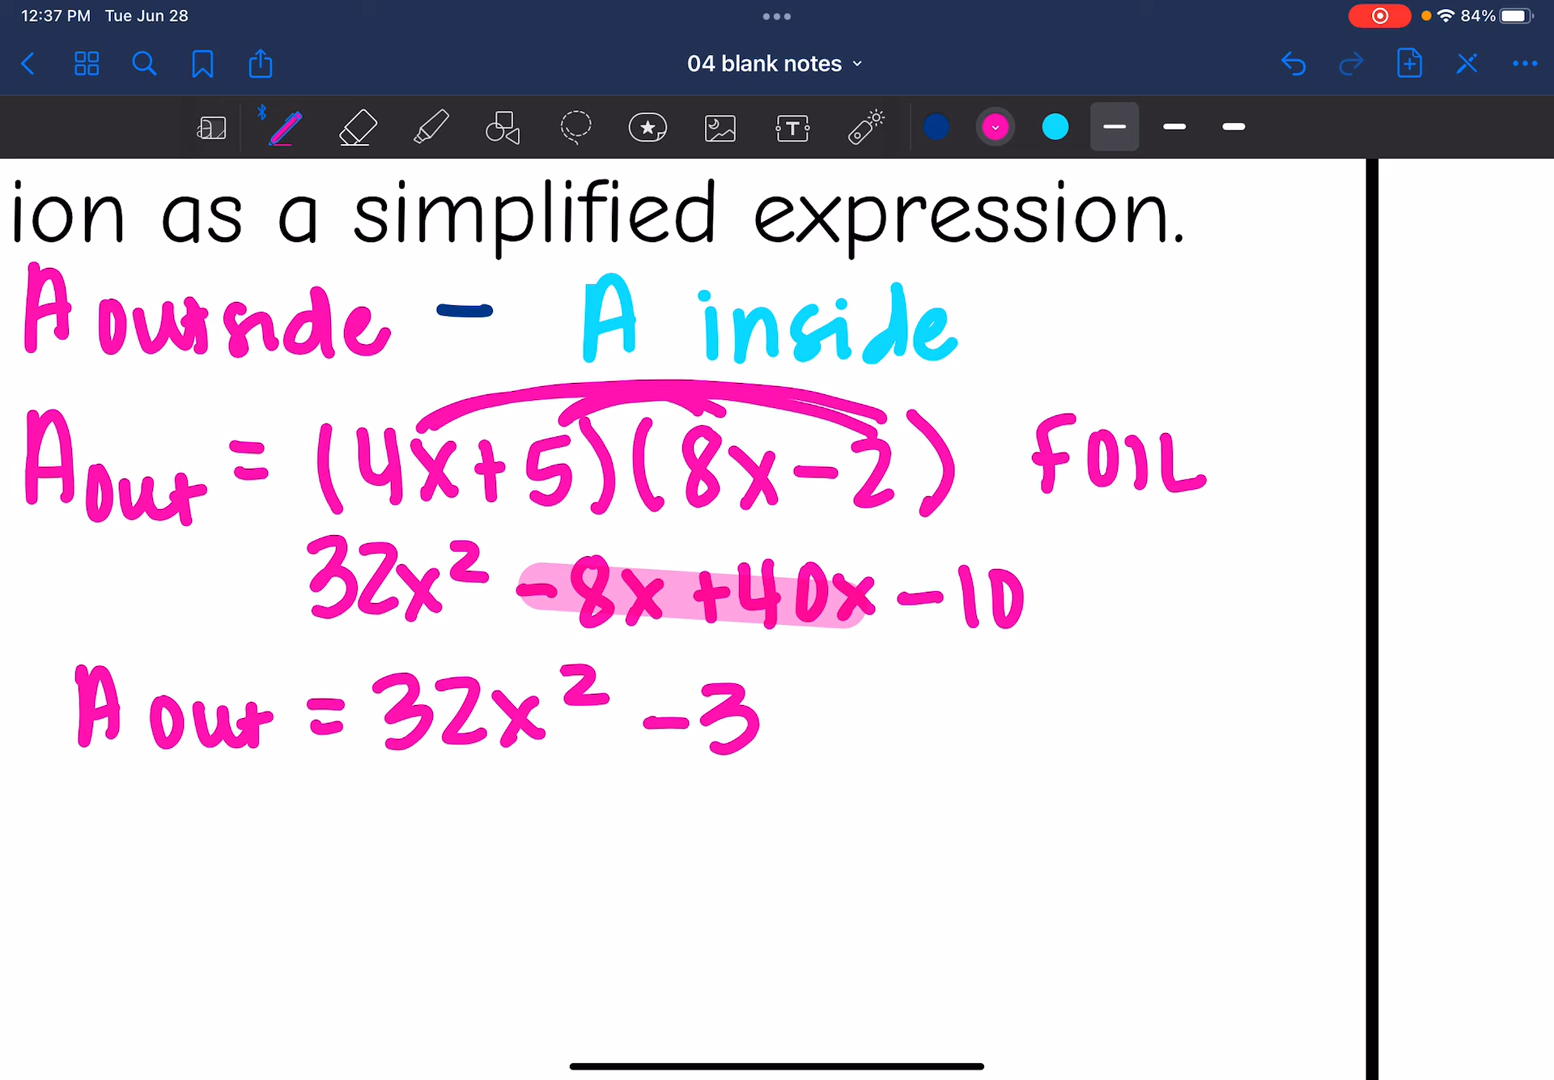 12:37 PM Tue Jun 28
84%
04 blank notes
T
ion as a simplified expression.
A outside - A inside
A out = (4x+5)(8x-2) FOIL
32x² -8x +40x -10
A out = 32x² -3